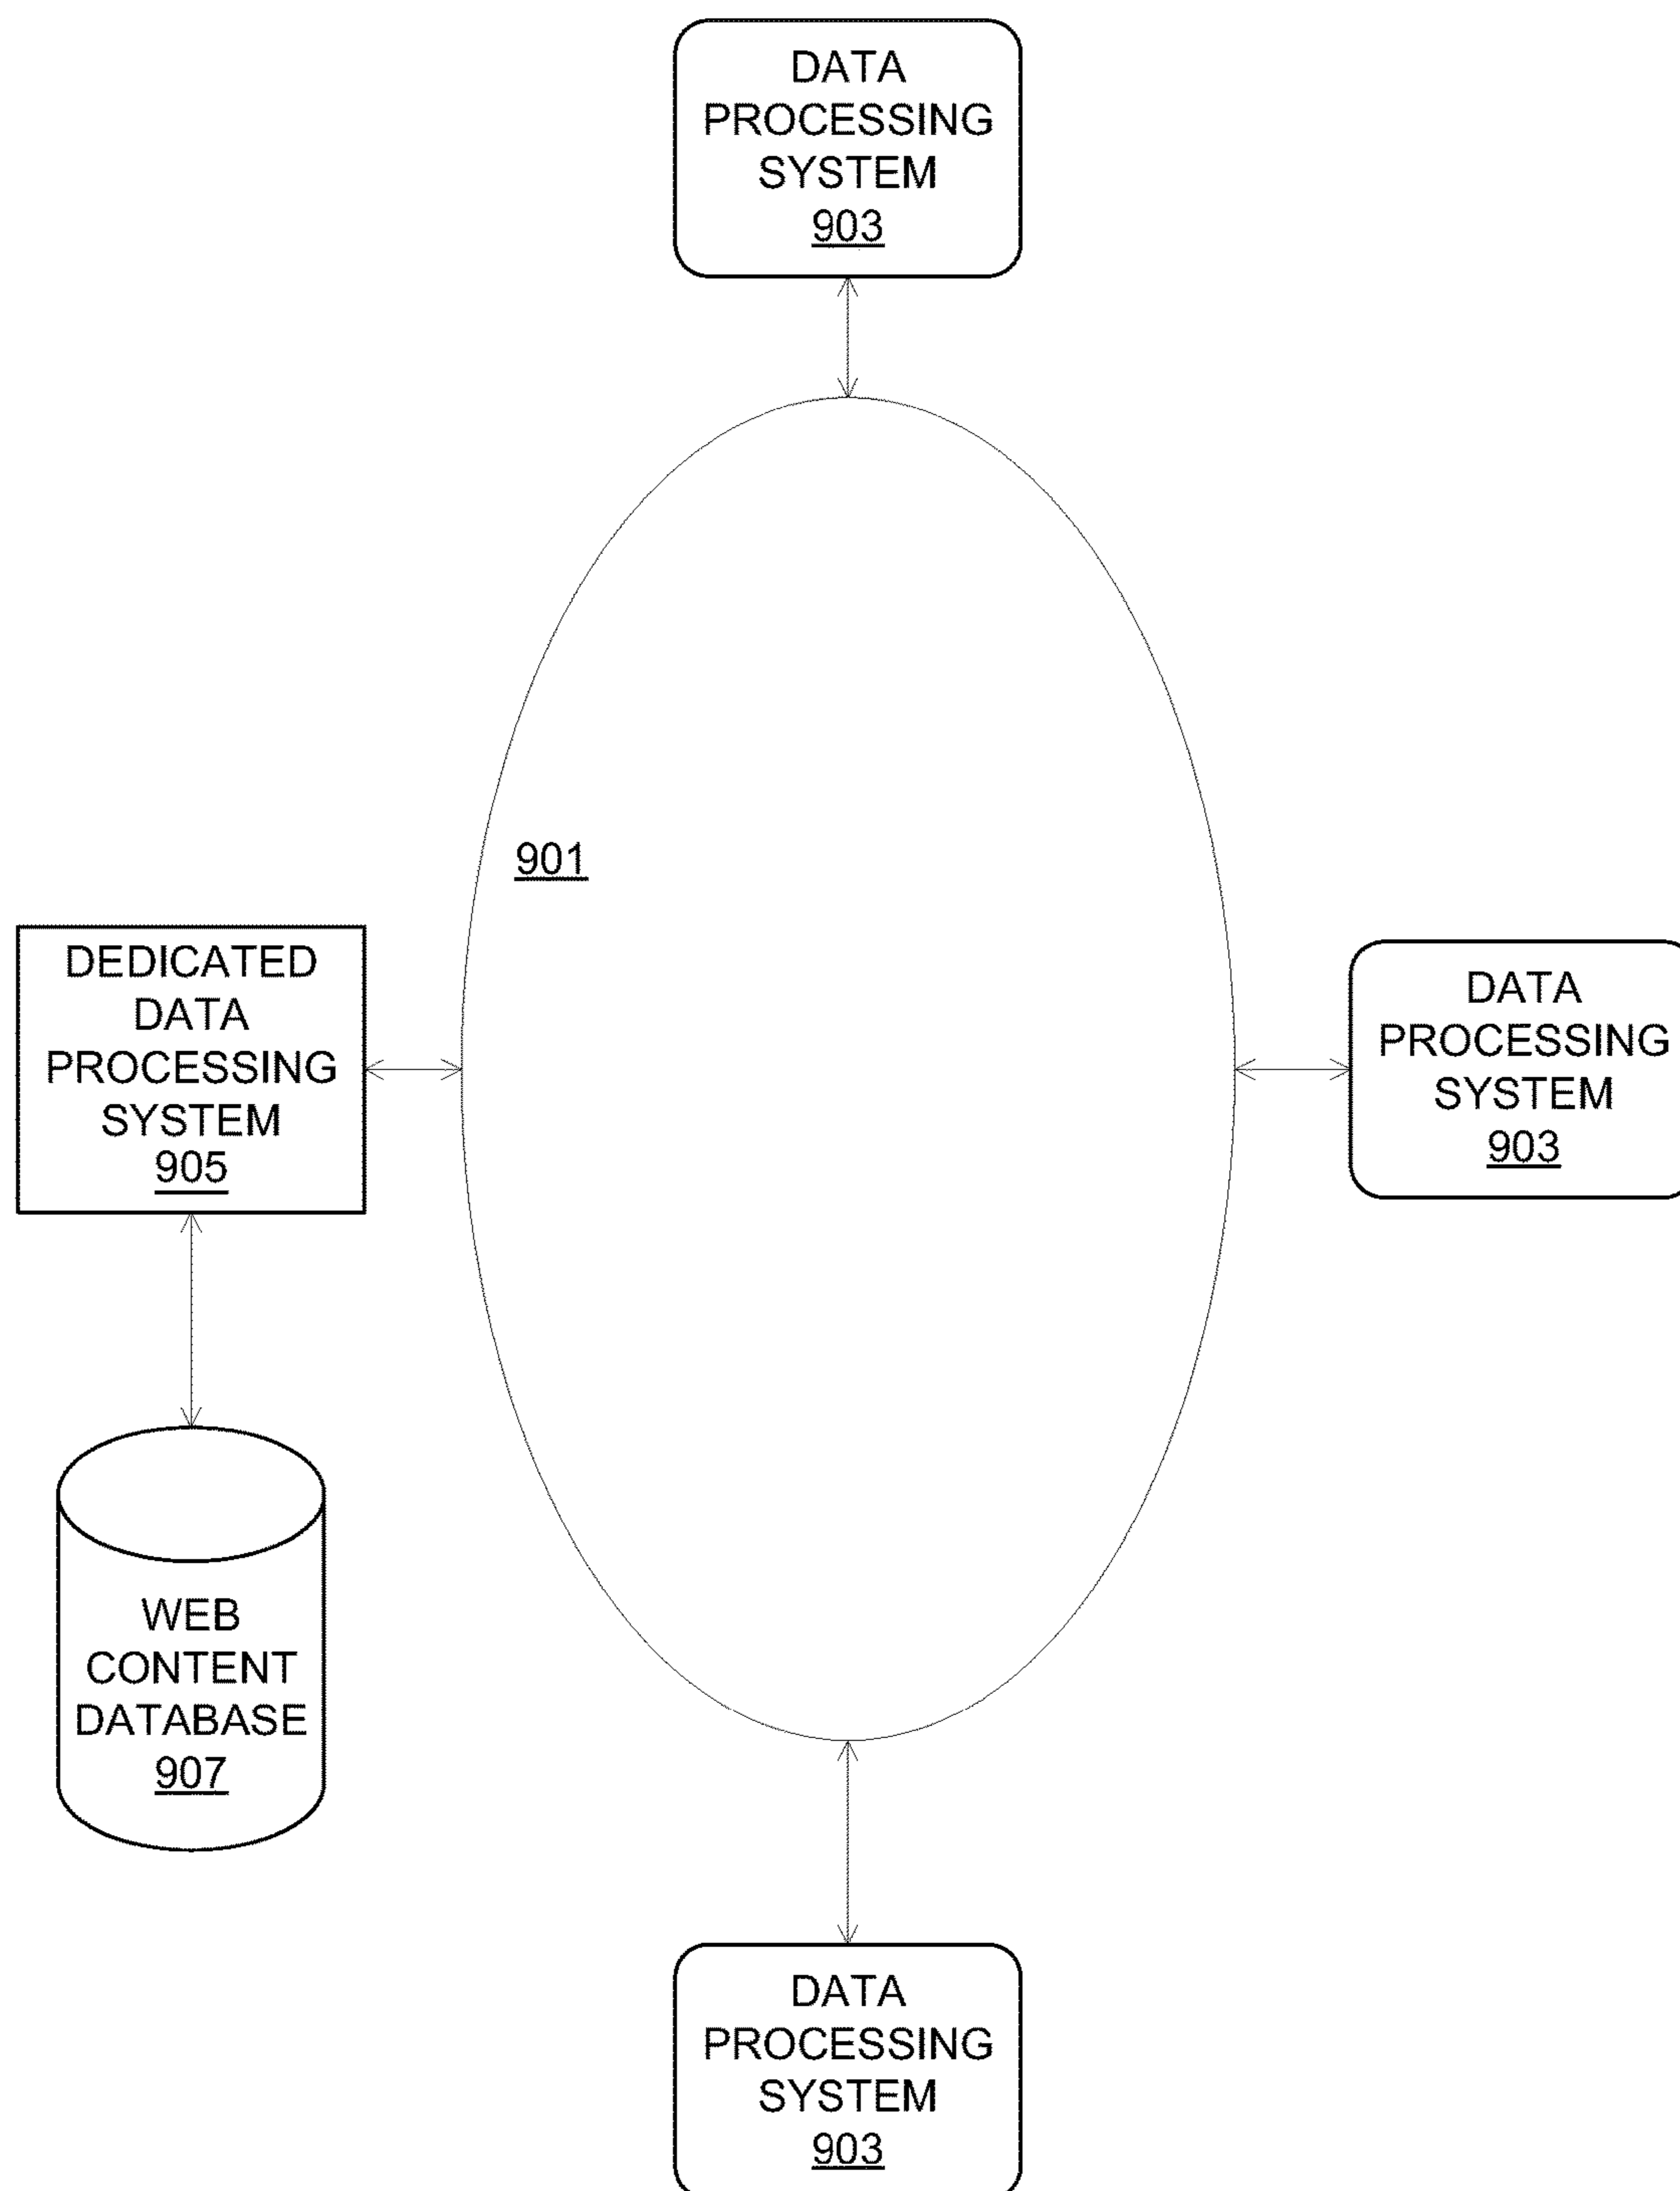 DATA
PROCESSING
SYSTEM
903
901
DEDICATED
DATA
PROCESSING
SYSTEM
905
DATA
PROCESSING
SYSTEM
903
WEB
CONTENT
DATABASE
907
DATA
PROCESSING
SYSTEM
903